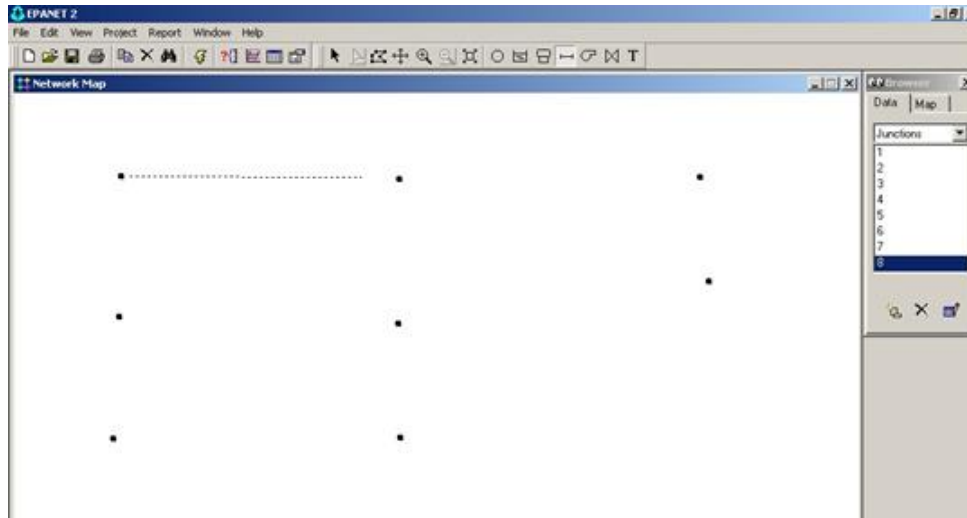 EPANET 2
File Edit View Project Report Window Help
T
Network Map
Browser
Data Map
Junctions
1
2
3
4
5
6
7
8